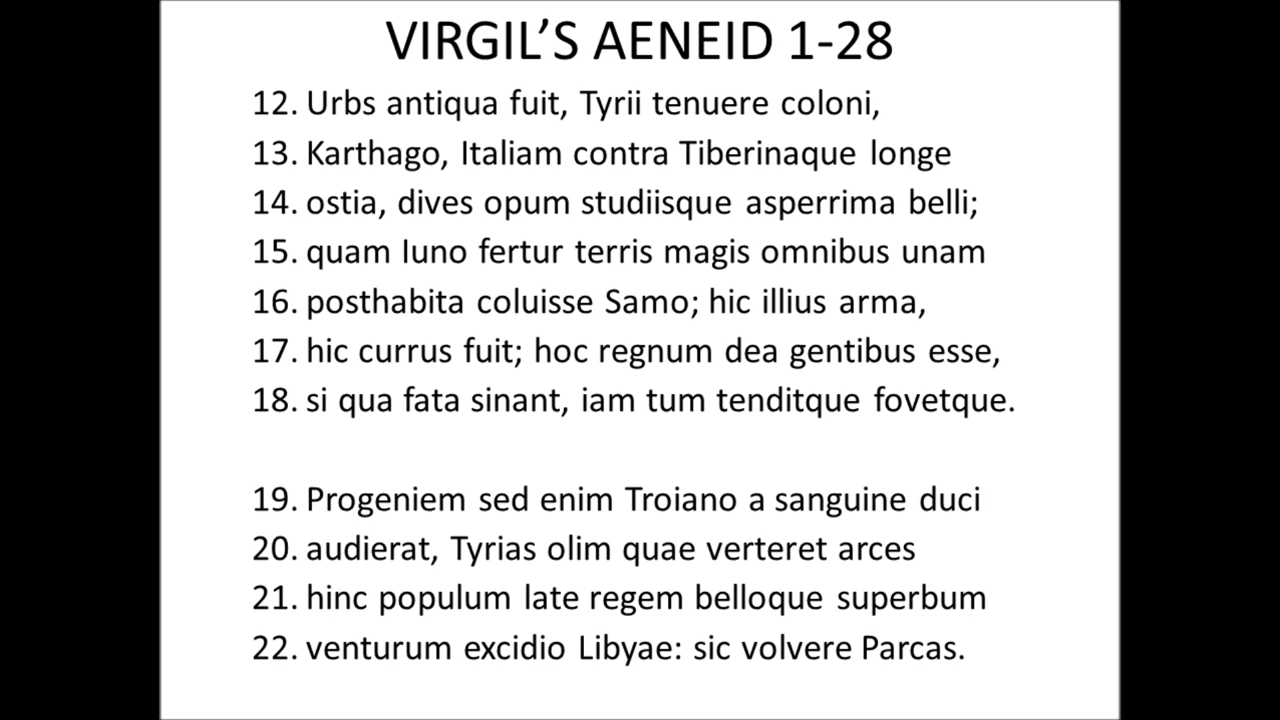 VIRGIL’S AENEID 1-28
12. Urbs antiqua fuit, Tyrii tenuere coloni,
13. Karthago, Italiam contra Tiberinaque longe
14. ostia, dives opum studiisque asperrima belli;
15. quam Iuno fertur terris magis omnibus unam
16. posthabita coluisse Samo; hic illius arma,
17. hic currus fuit; hoc regnum dea gentibus esse,
18. si qua fata sinant, iam tum tenditque fovetque.
19. Progeniem sed enim Troiano a sanguine duci
20. audierat, Tyrias olim quae verteret arces
21. hinc populum late regem belloque superbum
22. venturum excidio Libyae: sic volvere Parcas.